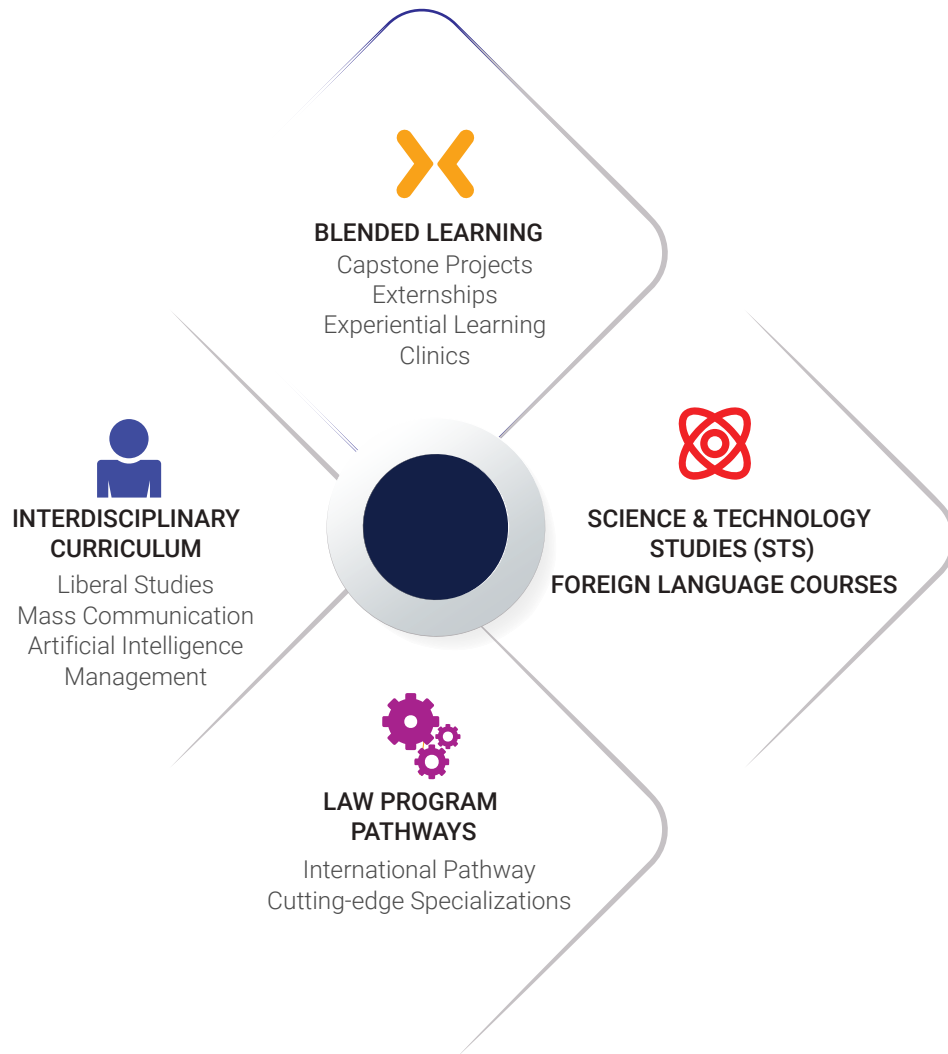 BLENDED LEARNING
Capstone Projects
Externships
Experiential Learning
Clinics
INTERDISCIPLINARY
CURRICULUM
Liberal Studies
Mass Communication
Artificial Intelligence
Management
SCIENCE & TECHNOLOGY
STUDIES (STS)
FOREIGN LANGUAGE COURSES
LAW PROGRAM
PATHWAYS
International Pathway
Cutting-edge Specializations